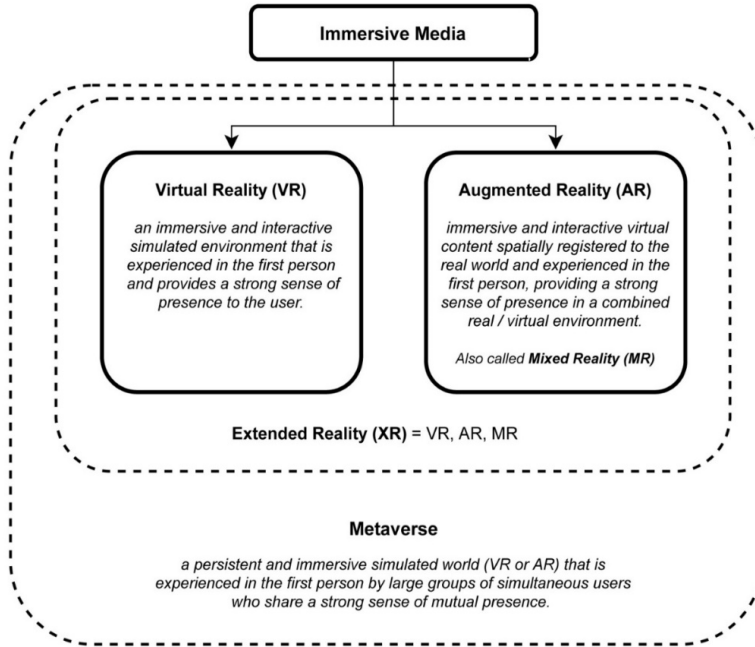 Immersive Media
Virtual Reality (VR)
an immersive and interactive
simulated environment that is
experienced in the first person
and provides a strong sense of
presence to the user.
Augmented Reality (AR)
immersive and interactive virtual
content spatially registered to the
real world and experienced in the
first person, providing a strong
sense of presence in a combined
real / virtual environment.
Also called Mixed Reality (MR)
Extended Reality (XR) = VR, AR, MR
Metaverse
a persistent and immersive simulated world (VR or AR) that is
experienced in the first person by large groups of simultaneous users
who share a strong sense of mutual presence.